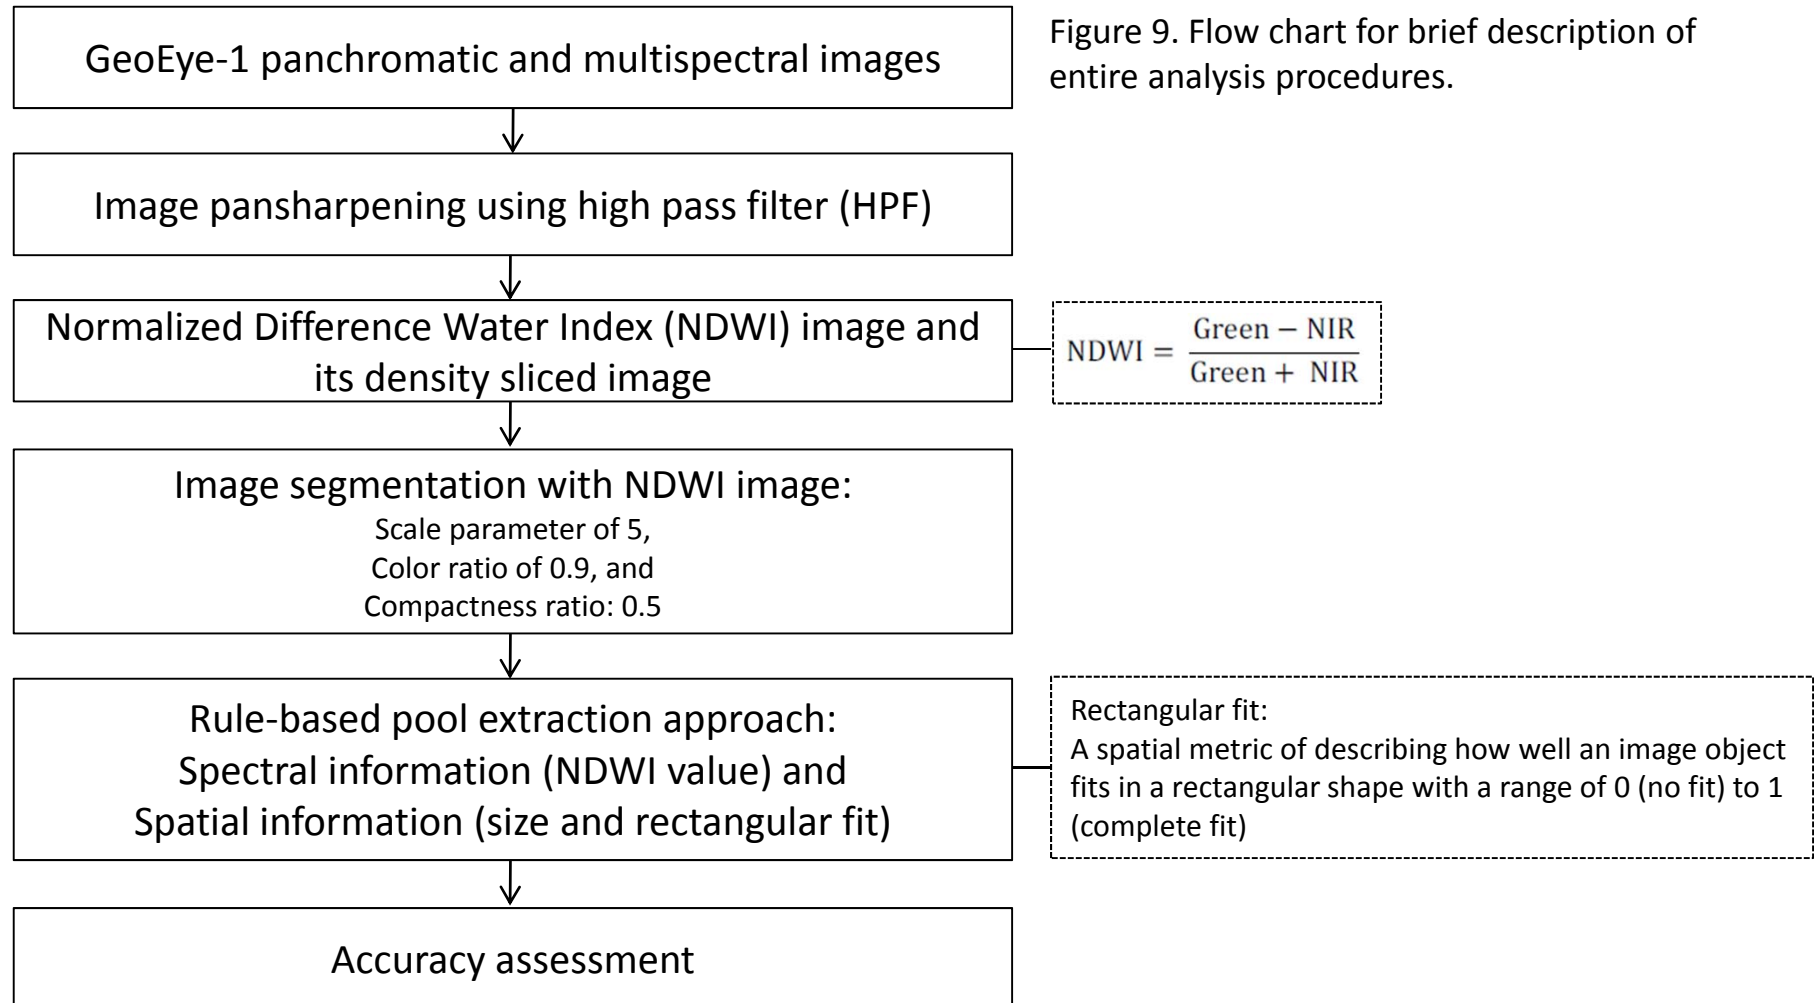 GeoEye-1 panchromatic and multispectral images
Figure 9. Flow chart for brief description of
entire analysis procedures.
Image pansharpening using high pass filter (HPF)
Normalized Difference Water Index (NDWI) image and
its density sliced image
NDWI = Green − NIR
Green + NIR
Image segmentation with NDWI image:
Scale parameter of 5,
Color ratio of 0.9, and
Compactness ratio: 0.5
Rule-based pool extraction approach:
Spectral information (NDWI value) and
Spatial information (size and rectangular fit)
Rectangular fit:
A spatial metric of describing how well an image object
fits in a rectangular shape with a range of 0 (no fit) to 1
(complete fit)
Accuracy assessment